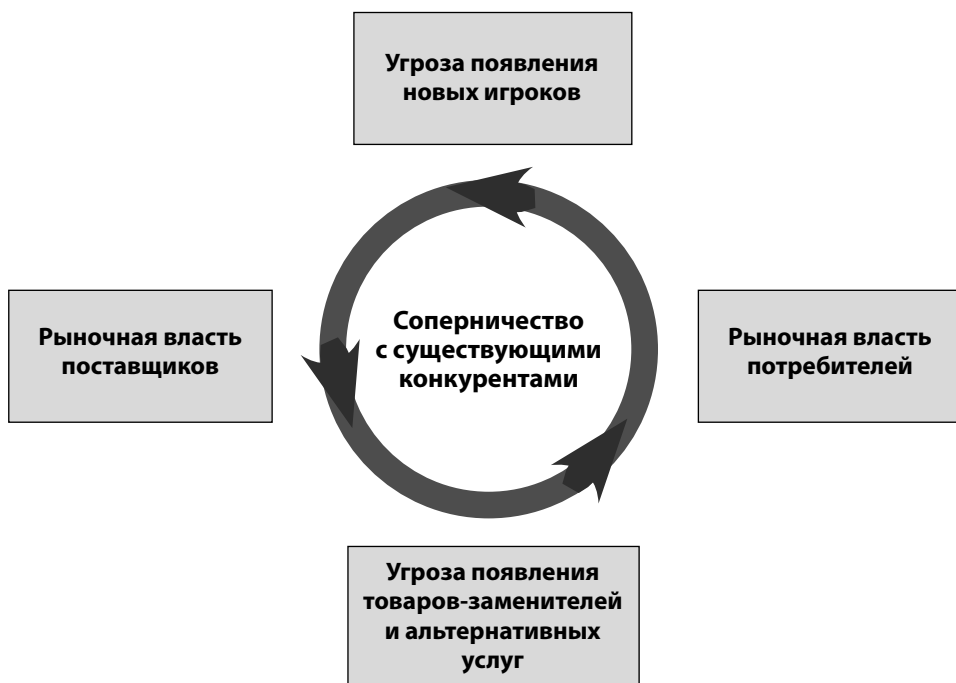 Угроза появления
новых игроков
Рыночная власть
поставщиков
Соперничество
с существующими
конкурентами
Рыночная власть
потребителей
Угроза появления
товаров-заменителей
и альтернативных
услуг